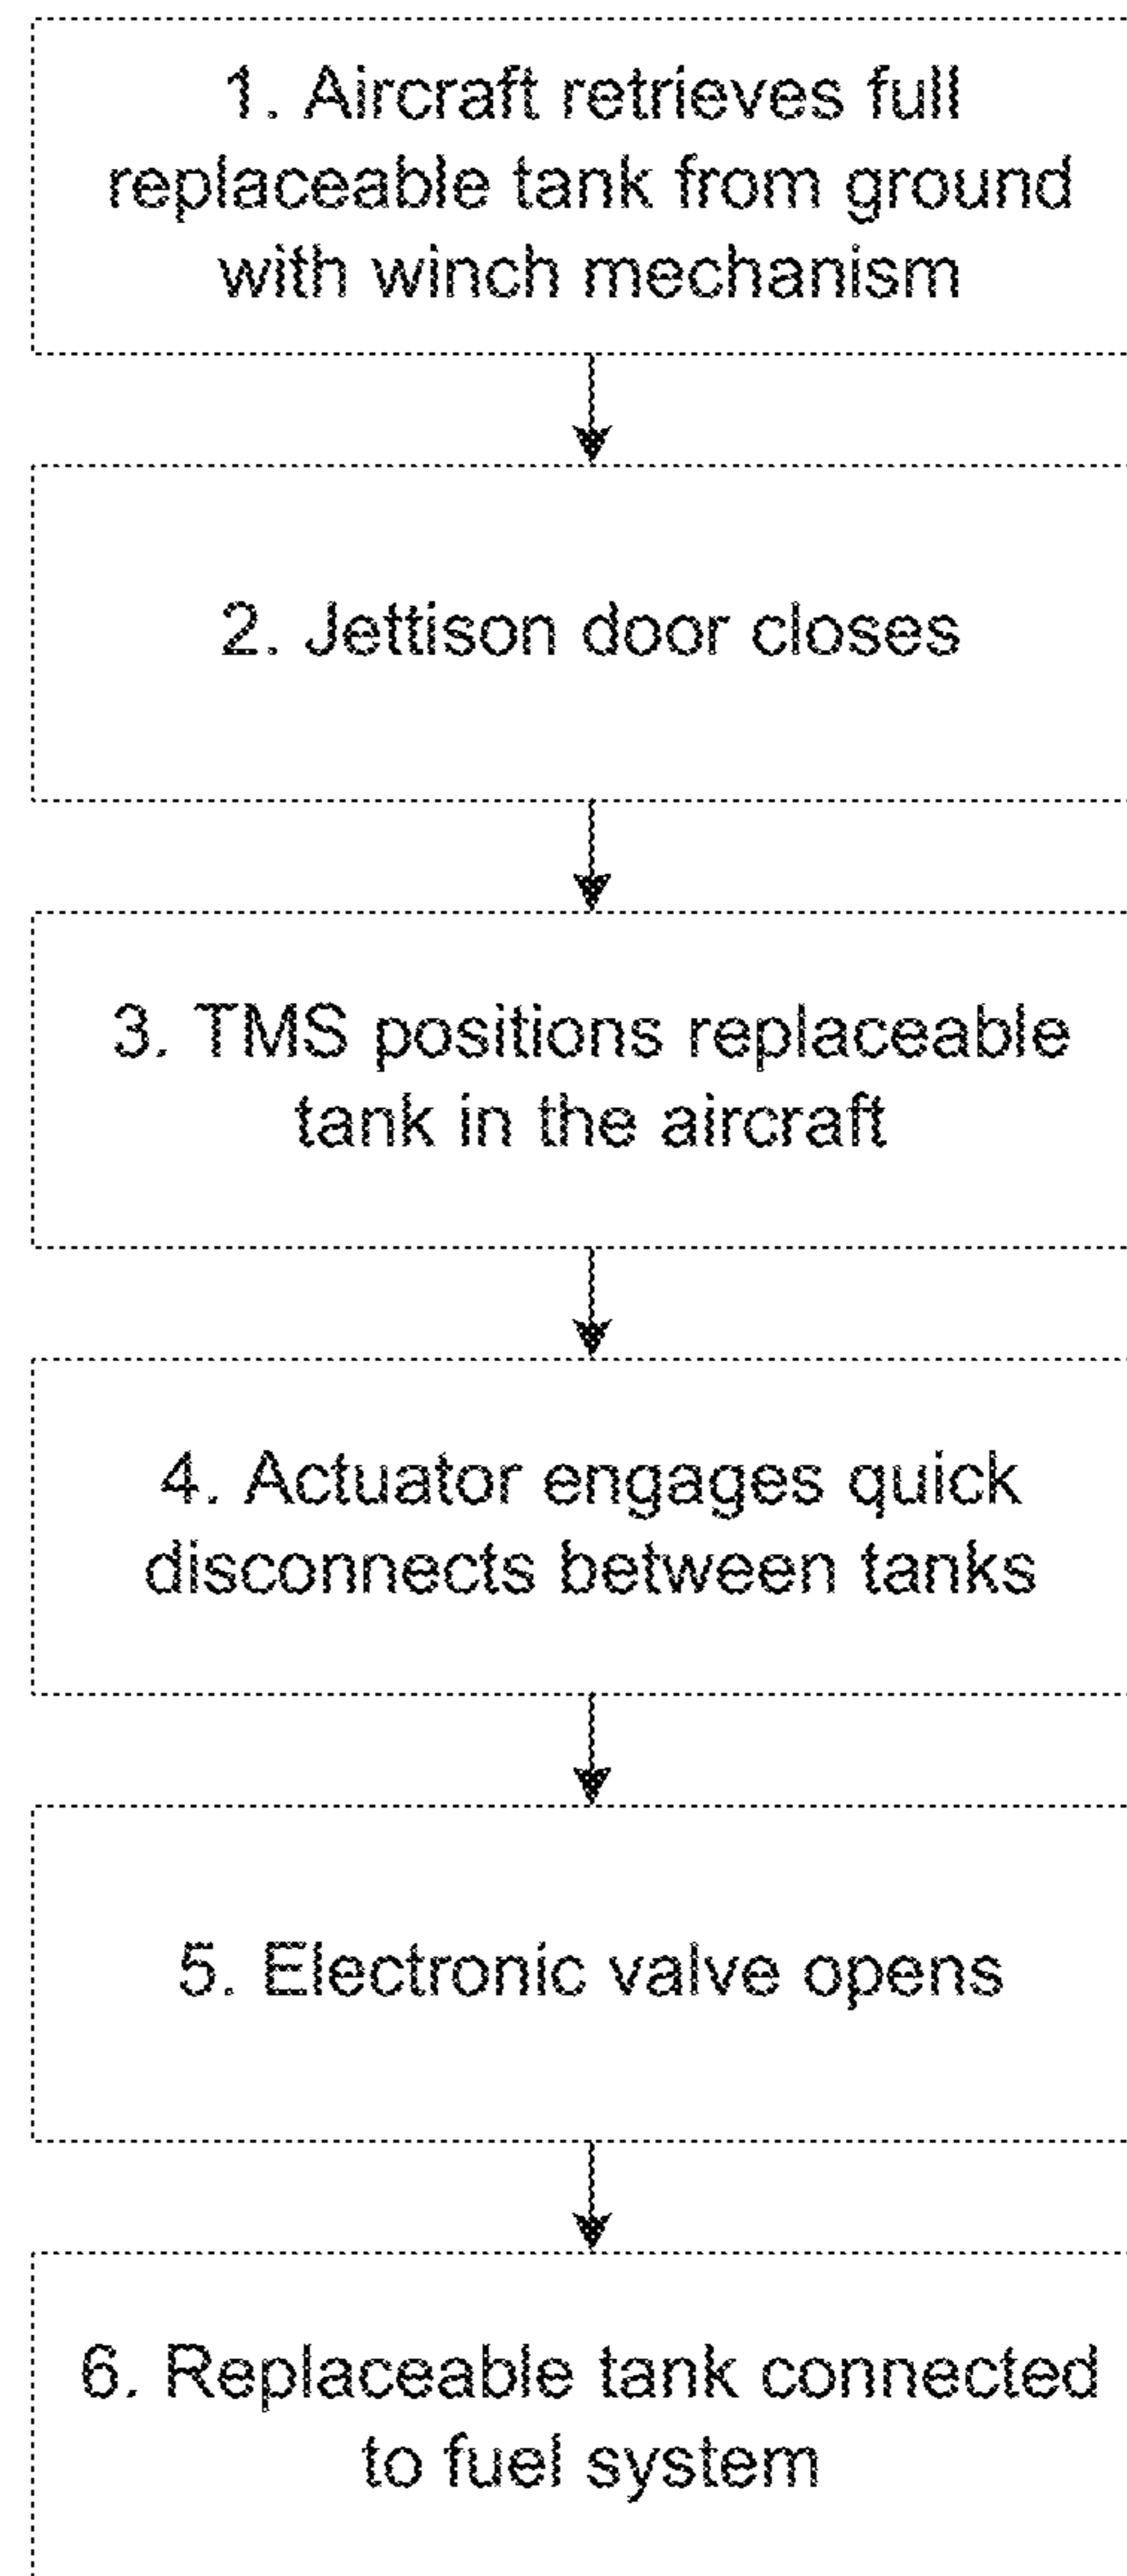 1. Aircraft retrieves full
replaceable tank from ground
with winch mechanism
2. Jettison door closes
3. TMS positions replaceable
tank in the aircraft
4. Actuator engages quick
disconnects between tanks
5. Electronic valve opens
6. Replaceable tank connected
to fuel system